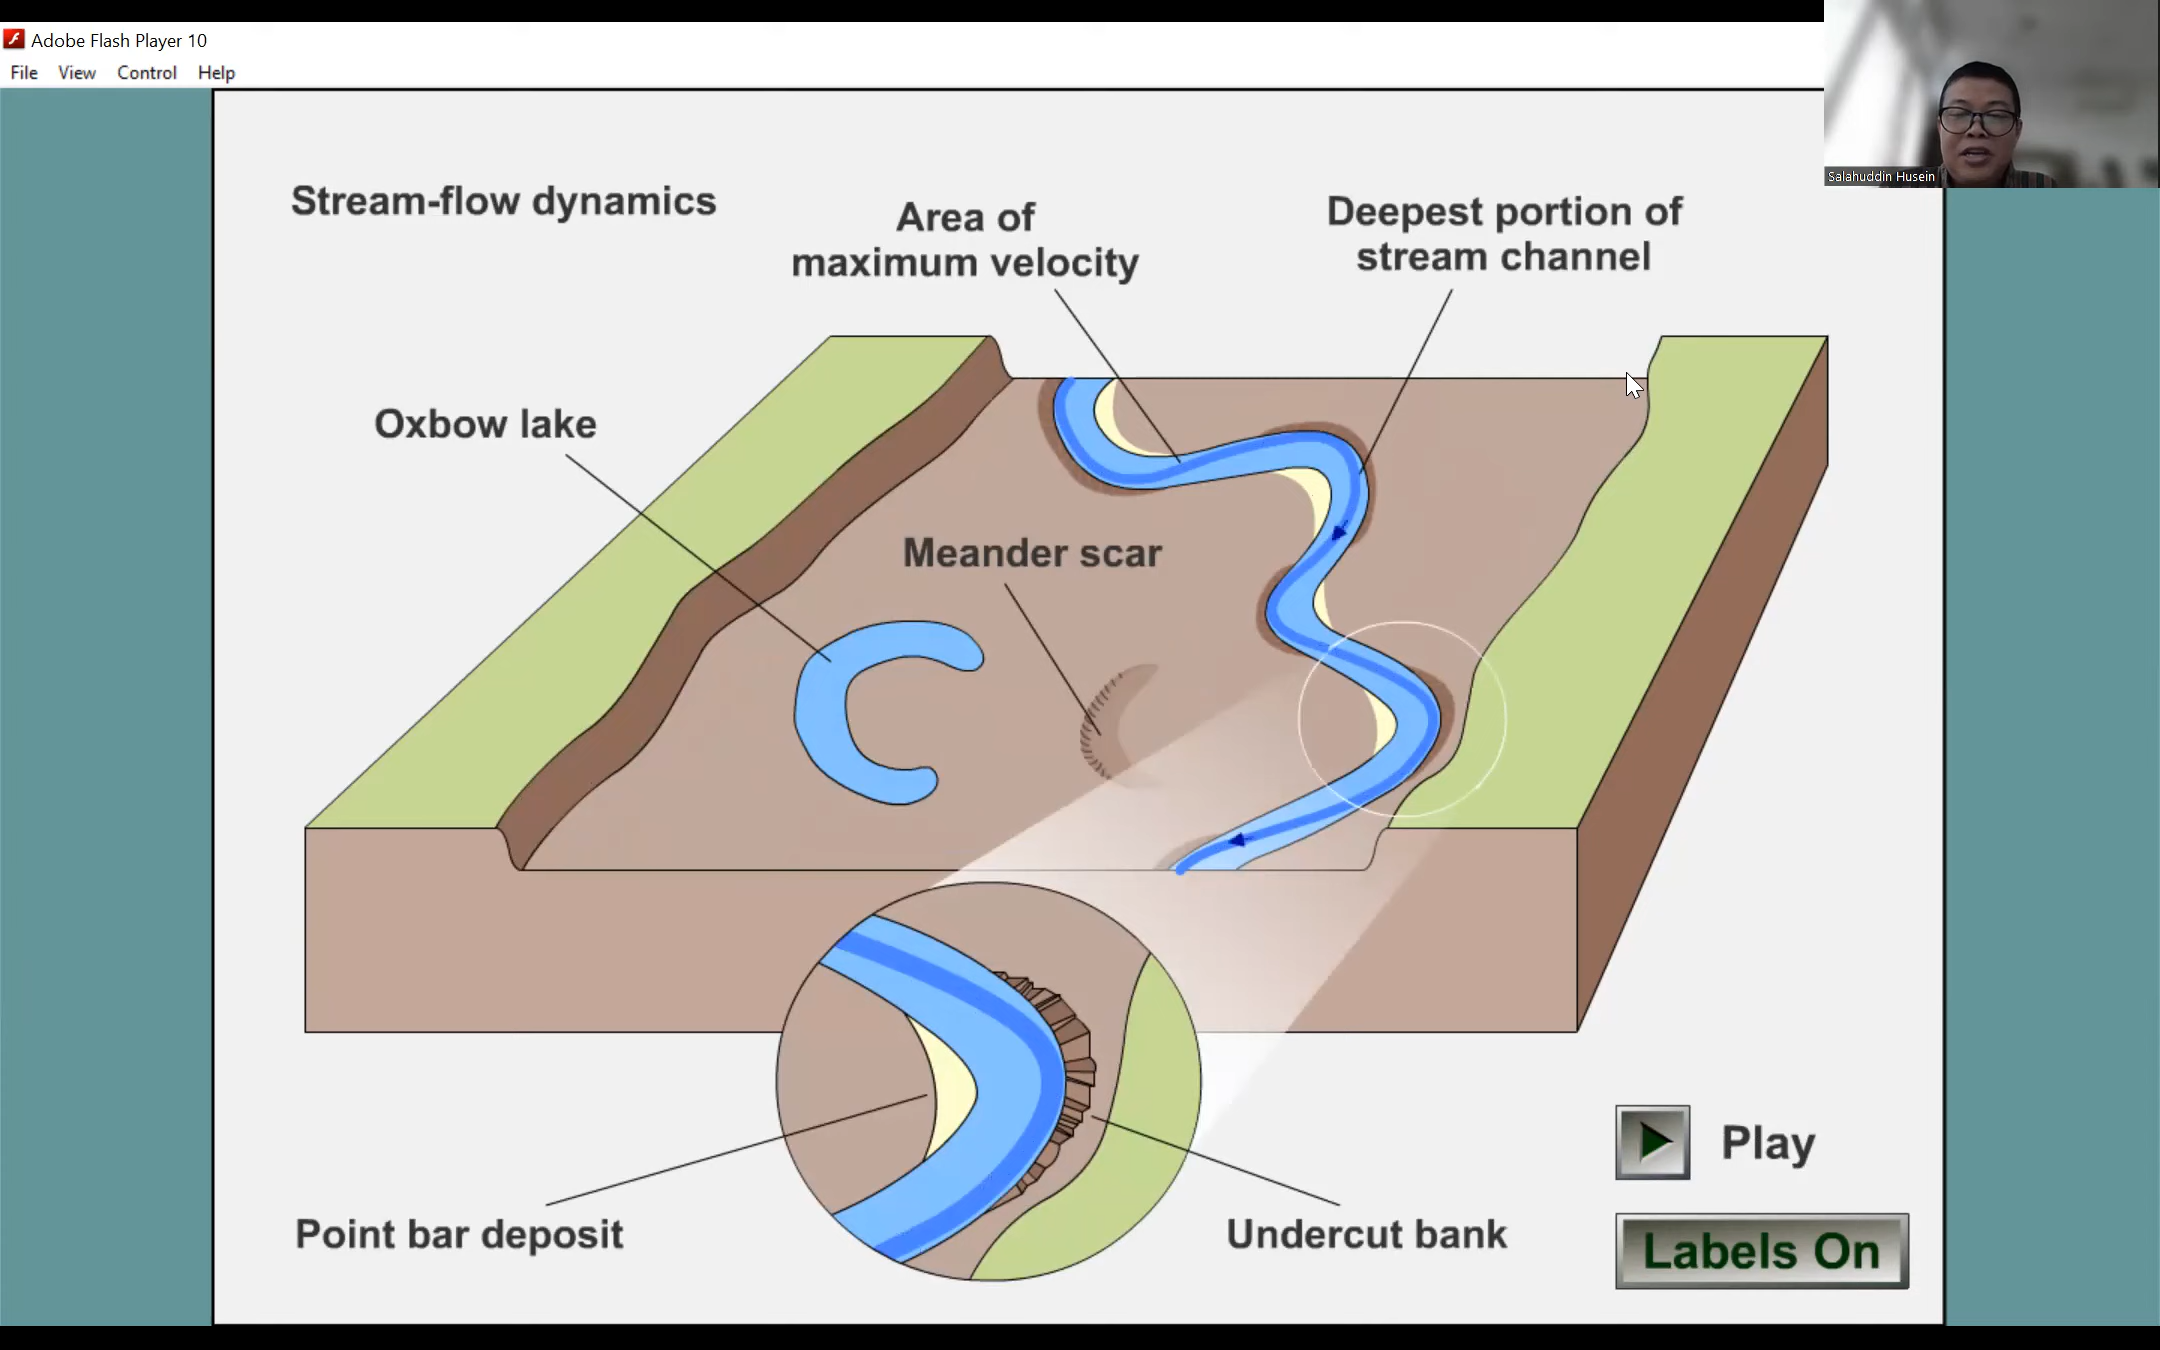 Adobe Flash Player 10
File View Control Help
Salahuddin Husein
Stream-flow dynamics
Area of
maximum velocity
Deepest portion of
stream channel
Oxbow lake
Meander scar
Point bar deposit
Undercut bank
Play
Labels On